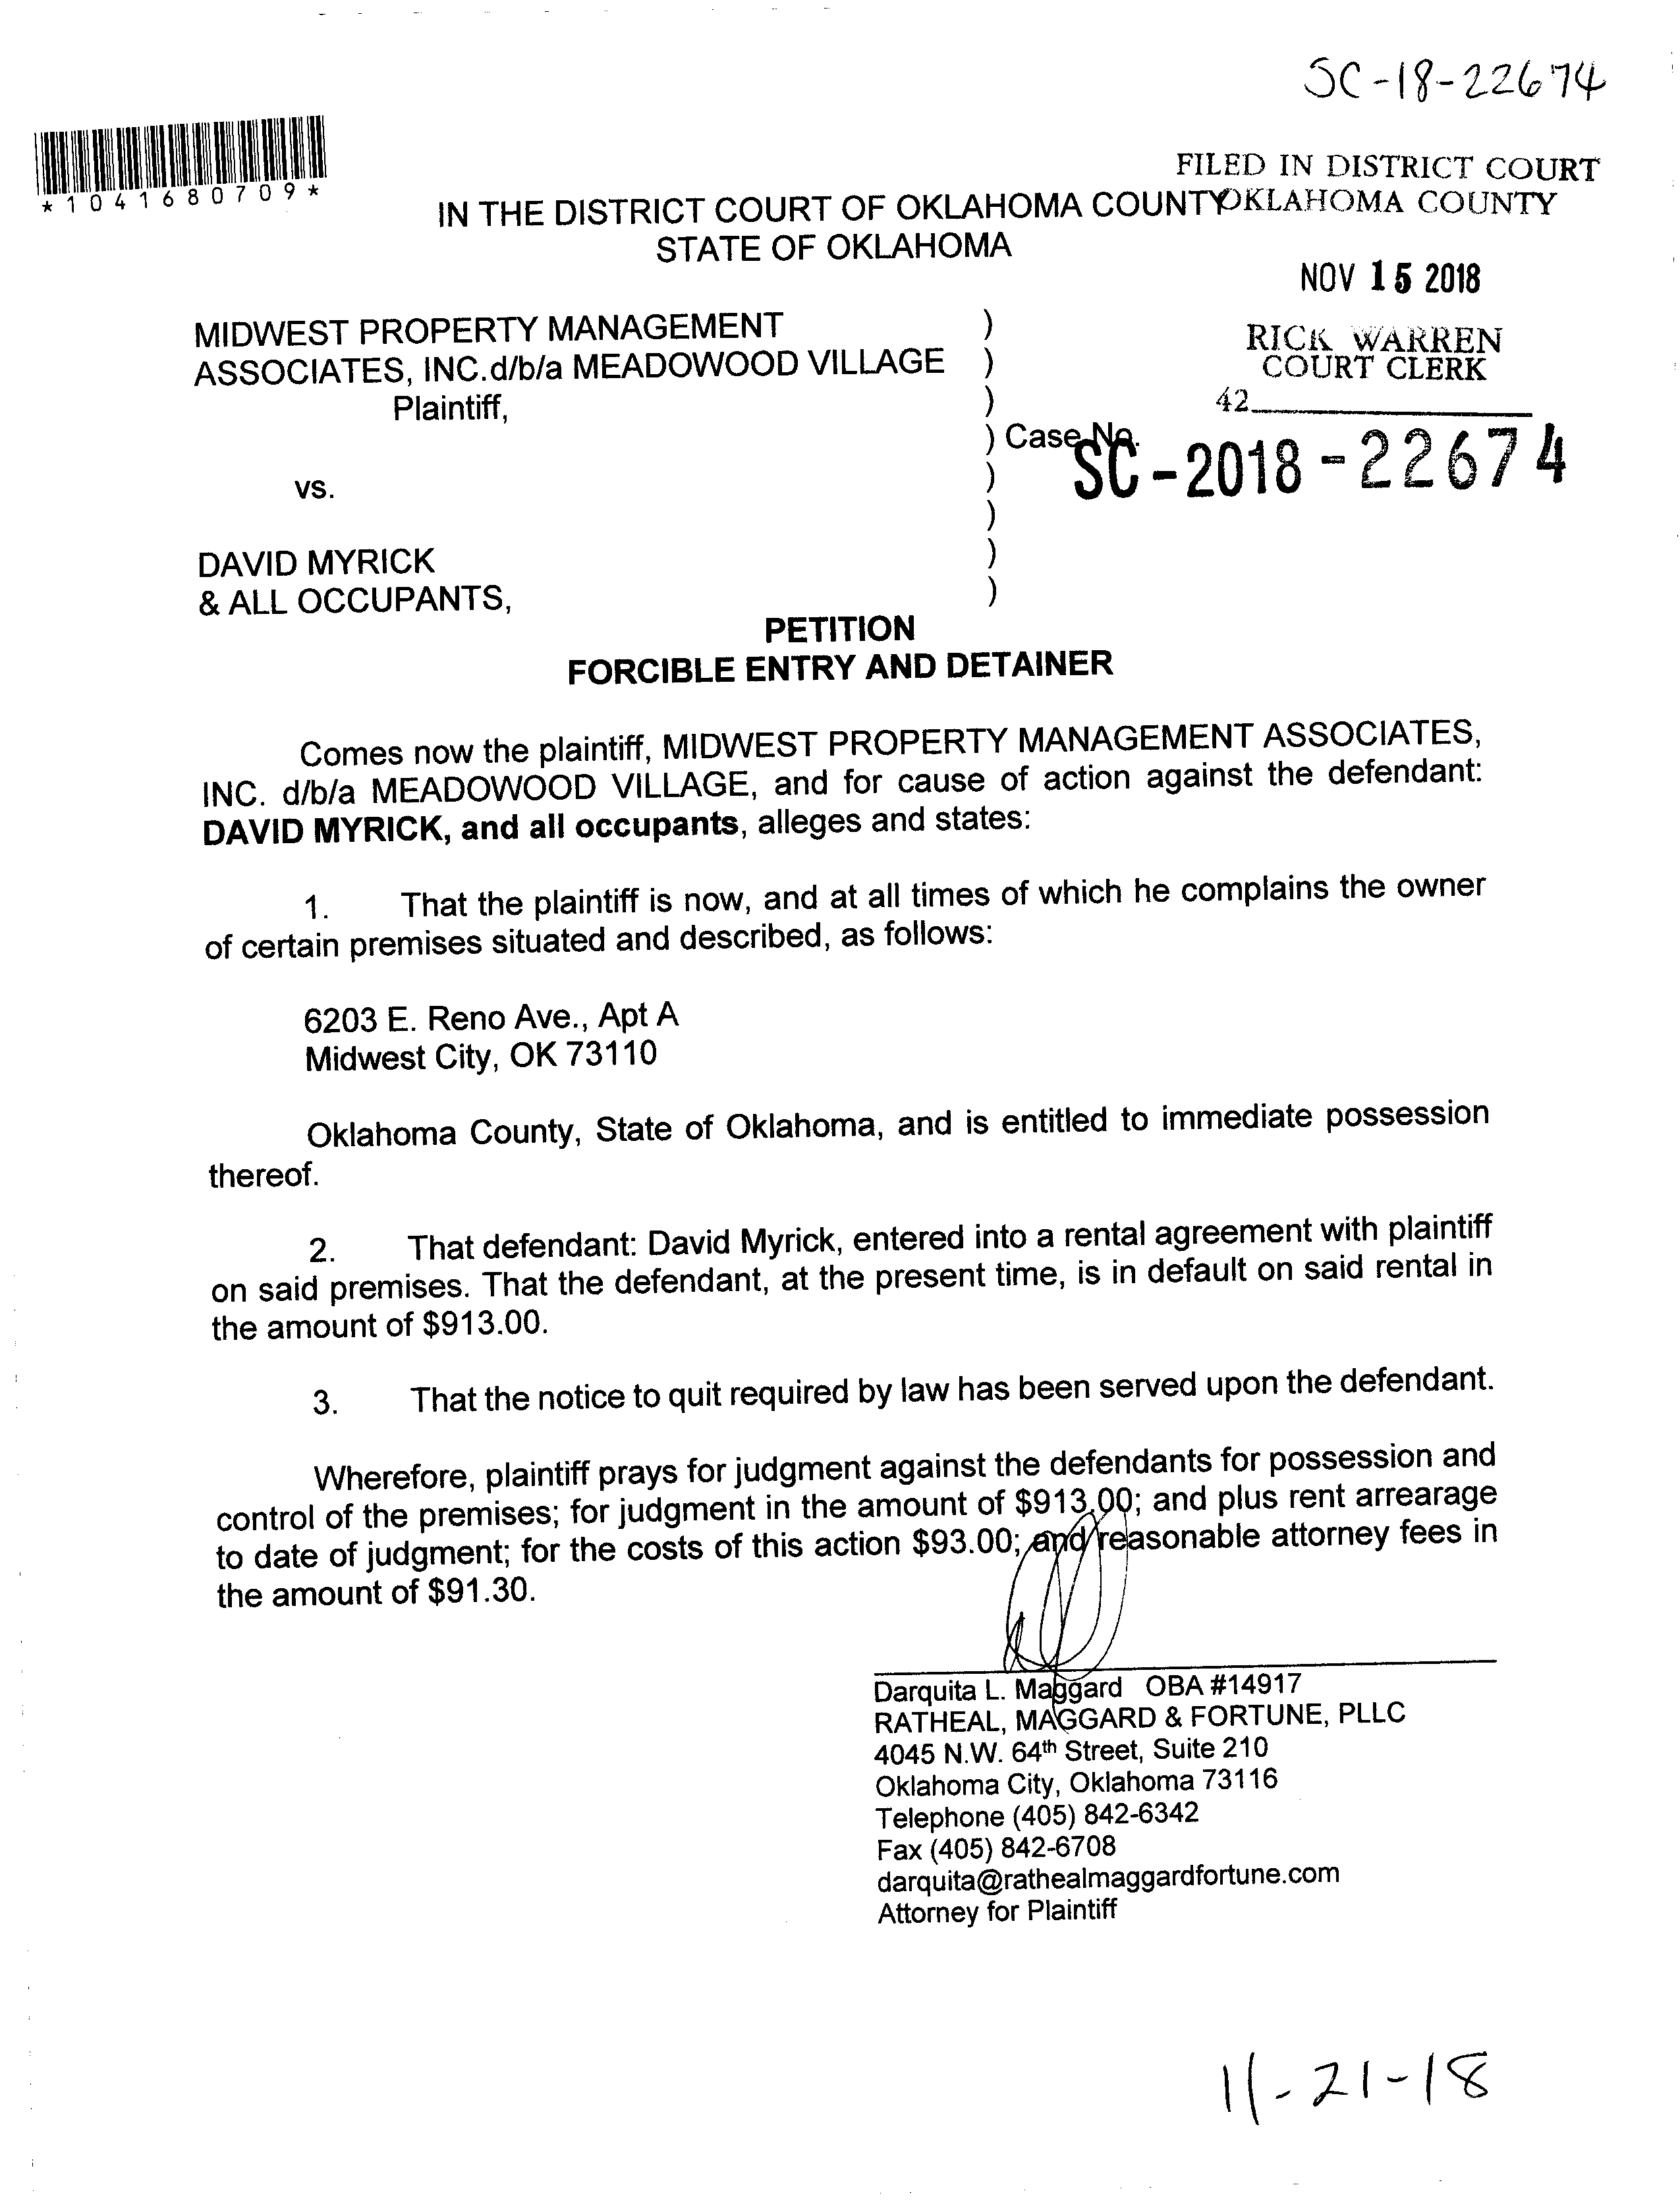 SC-18-22674
*1041680709*
FILED IN DISTRICT COURT
OKLAHOMA COUNTY
IN THE DISTRICT COURT OF OKLAHOMA COUNTY
STATE OF OKLAHOMA
NOV 15 2018
RICK WARREN
COURT CLERK
42
MIDWEST PROPERTY MANAGEMENT )
ASSOCIATES, INC.d/b/a MEADOWOOD VILLAGE )
Plaintiff, )
) Case No.
SC-2018-22674
vs. )
)
DAVID MYRICK )
& ALL OCCUPANTS, )
PETITION
FORCIBLE ENTRY AND DETAINER
Comes now the plaintiff, MIDWEST PROPERTY MANAGEMENT ASSOCIATES,
INC. d/b/a MEADOWOOD VILLAGE, and for cause of action against the defendant:
DAVID MYRICK, and all occupants, alleges and states:
1. That the plaintiff is now, and at all times of which he complains the owner
of certain premises situated and described, as follows:
6203 E. Reno Ave., Apt A
Midwest City, OK 73110
Oklahoma County, State of Oklahoma, and is entitled to immediate possession
thereof.
2. That defendant: David Myrick, entered into a rental agreement with plaintiff
on said premises. That the defendant, at the present time, is in default on said rental in
the amount of $913.00.
3. That the notice to quit required by law has been served upon the defendant.
Wherefore, plaintiff prays for judgment against the defendants for possession and
control of the premises; for judgment in the amount of $913.00; and plus rent arrearage
to date of judgment; for the costs of this action $93.00; and reasonable attorney fees in
the amount of $91.30.
Darquita L. Maggard OBA #14917
RATHEAL, MAGGARD & FORTUNE, PLLC
4045 N.W. 64th Street, Suite 210
Oklahoma City, Oklahoma 73116
Telephone (405) 842-6342
Fax (405) 842-6708
darquita@rathealmaggardfortune.com
Attorney for Plaintiff
11-21-18